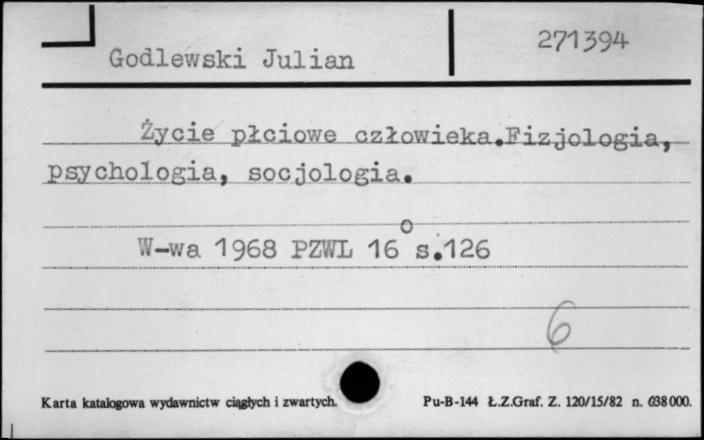 Godlewski Julian
271394
Życie płciowe człowieka.Fizjologia,
psychologia, socjologia.
W-wa 1968 PZWL 16° s.126
6
Karta katalogowa wydawnictw ciągłych i zwartych.
Pu-B-144 Ł.Z.Graf. Z. 120/15/82 n. 638000.